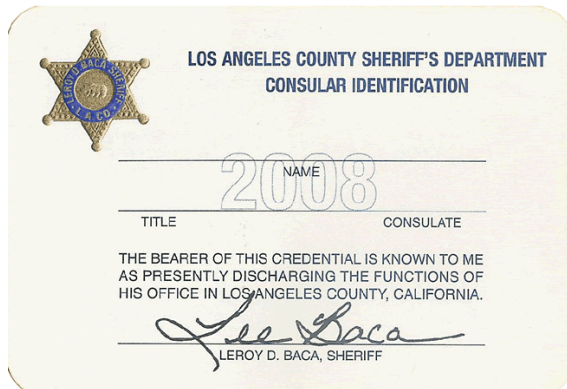 LEROY D. BACA, SHERIFF
L.A. CO.
LOS ANGELES COUNTY SHERIFF'S DEPARTMENT
CONSULAR IDENTIFICATION
2008
NAME
TITLE CONSULATE
THE BEARER OF THIS CREDENTIAL IS KNOWN TO ME
AS PRESENTLY DISCHARGING THE FUNCTIONS OF
HIS OFFICE IN LOS ANGELES COUNTY, CALIFORNIA.
Lee Baca
LEROY D. BACA, SHERIFF